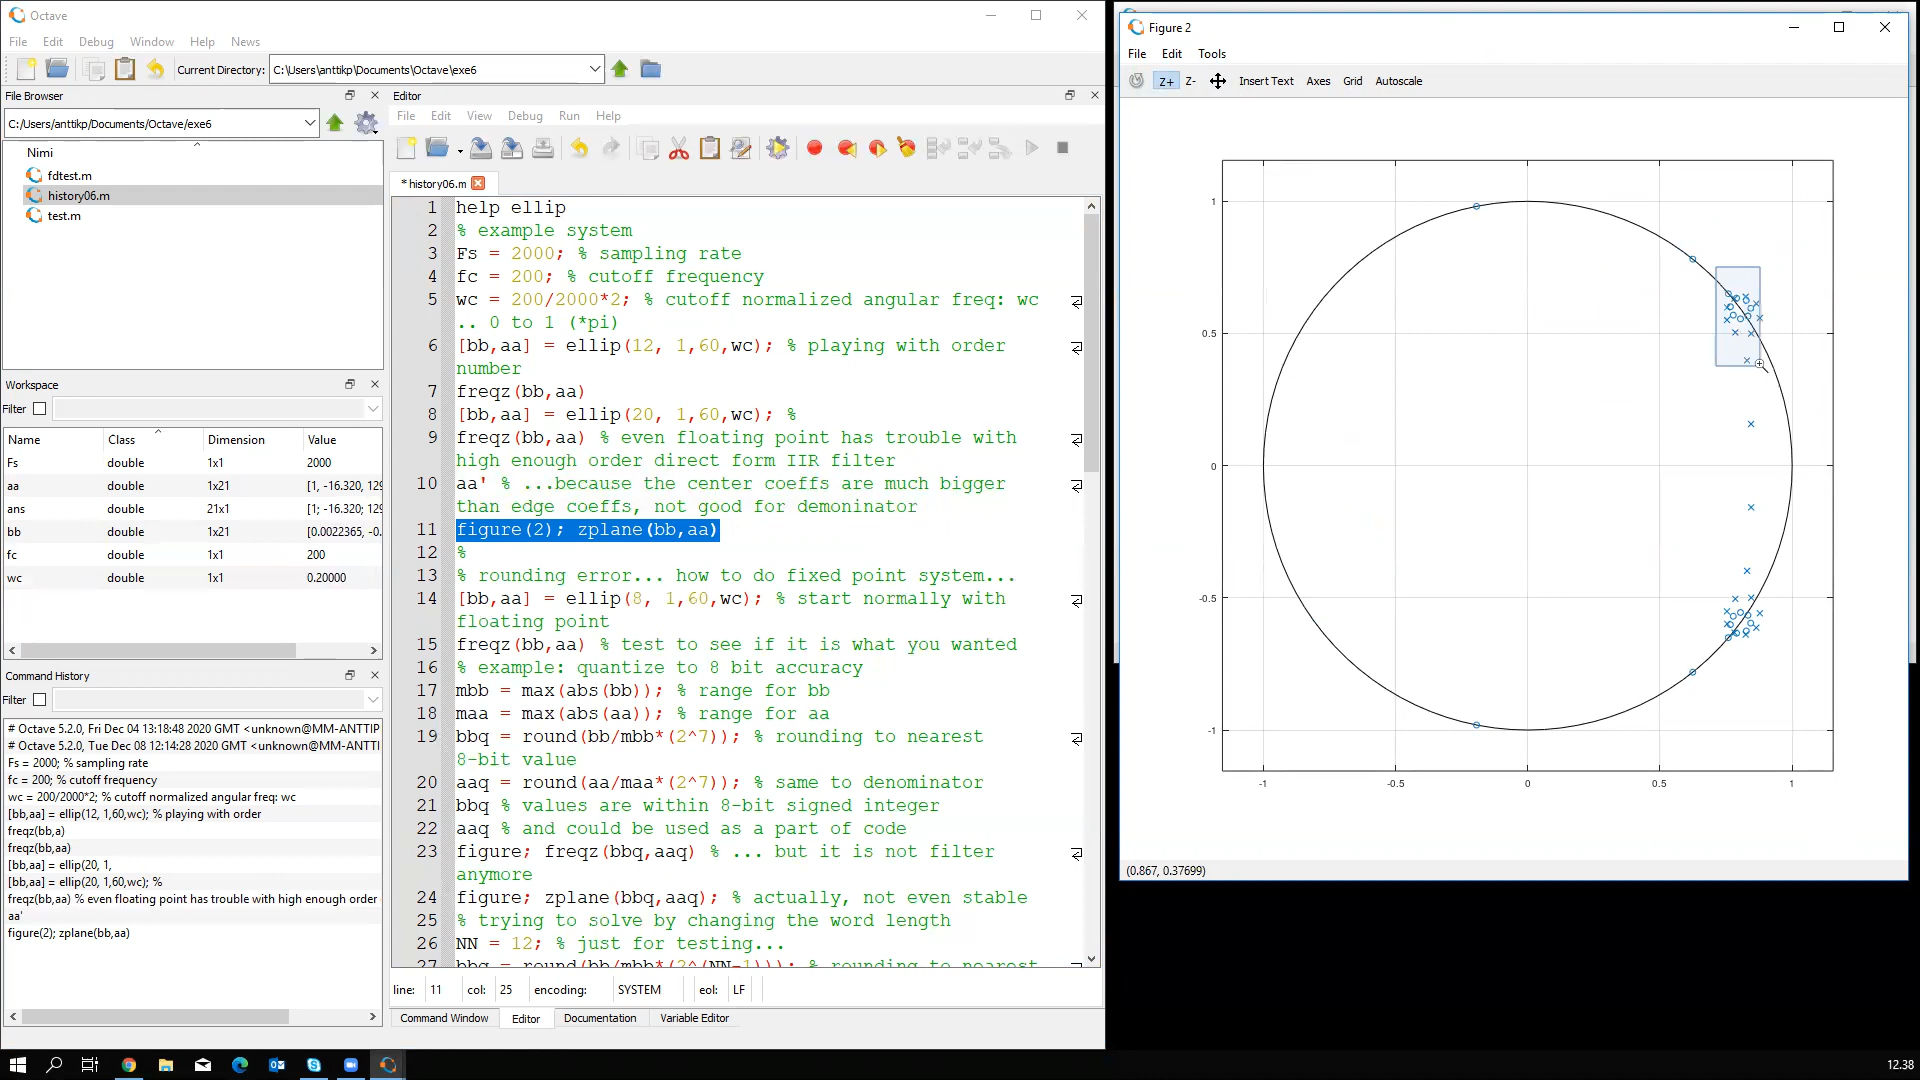 Octave
File Edit Debug Window Help News
Current Directory: C:\Users\anttikp\Documents\Octave\exe6
File Browser
C:/Users/anttikp/Documents/Octave/exe6
Nimi
fdtest.m
history06.m
test.m
Workspace
Filter
Name Class Dimension Value
Fs double 1x1 2000
aa double 1x21 [1, -16.320, 129
ans double 21x1 [1; -16.320; 129
bb double 1x21 [0.0022365, -0.
fc double 1x1 200
wc double 1x1 0.20000
Command History
Filter
# Octave 5.2.0, Fri Dec 04 13:18:48 2020 GMT <unknown@MM-ANTTIP
# Octave 5.2.0, Tue Dec 08 12:14:28 2020 GMT <unknown@MM-ANTTI
Fs = 2000; % sampling rate
fc = 200; % cutoff frequency
wc = 200/2000*2; % cutoff normalized angular freq: wc
[bb,aa] = ellip(12, 1,60,wc); % playing with order
freqz(bb,a)
freqz(bb,aa)
[bb,aa] = ellip(20, 1,
[bb,aa] = ellip(20, 1,60,wc); %
freqz(bb,aa) % even floating point has trouble with high enough order
aa'
figure(2); zplane(bb,aa)
Editor
File Edit View Debug Run Help
* history06.m
1 help ellip
2 % example system
3 Fs = 2000; % sampling rate
4 fc = 200; % cutoff frequency
5 wc = 200/2000*2; % cutoff normalized angular freq: wc
.. 0 to 1 (*pi)
6 [bb,aa] = ellip(12, 1,60,wc); % playing with order
number
7 freqz(bb,aa)
8 [bb,aa] = ellip(20, 1,60,wc); %
9 freqz(bb,aa) % even floating point has trouble with
high enough order direct form IIR filter
10 aa' % ...because the center coeffs are much bigger
than edge coeffs, not good for demoninator
11 figure(2); zplane(bb,aa)
12 %
13 % rounding error... how to do fixed point system...
14 [bb,aa] = ellip(8, 1,60,wc); % start normally with
floating point
15 freqz(bb,aa) % test to see if it is what you wanted
16 % example: quantize to 8 bit accuracy
17 mbb = max(abs(bb)); % range for bb
18 maa = max(abs(aa)); % range for aa
19 bbq = round(bb/mbb*(2^7)); % rounding to nearest
8-bit value
20 aaq = round(aa/maa*(2^7)); % same to denominator
21 bbq % values are within 8-bit signed integer
22 aaq % and could be used as a part of code
23 figure; freqz(bbq,aaq) % ... but it is not filter
anymore
24 figure; zplane(bbq,aaq); % actually, not even stable
25 % trying to solve by changing the word length
26 NN = 12; % just for testing...
27 bbq = round(bb/mbb*(2^(NN-1))); % rounding to nearest
line: 11 col: 25 encoding: SYSTEM eol: LF
Command Window Editor Documentation Variable Editor
Figure 2
File Edit Tools
Z+ Z- Insert Text Axes Grid Autoscale
1
0.5
0
-0.5
-1
-1 -0.5 0 0.5 1
(0.867, 0.37699)
12.38